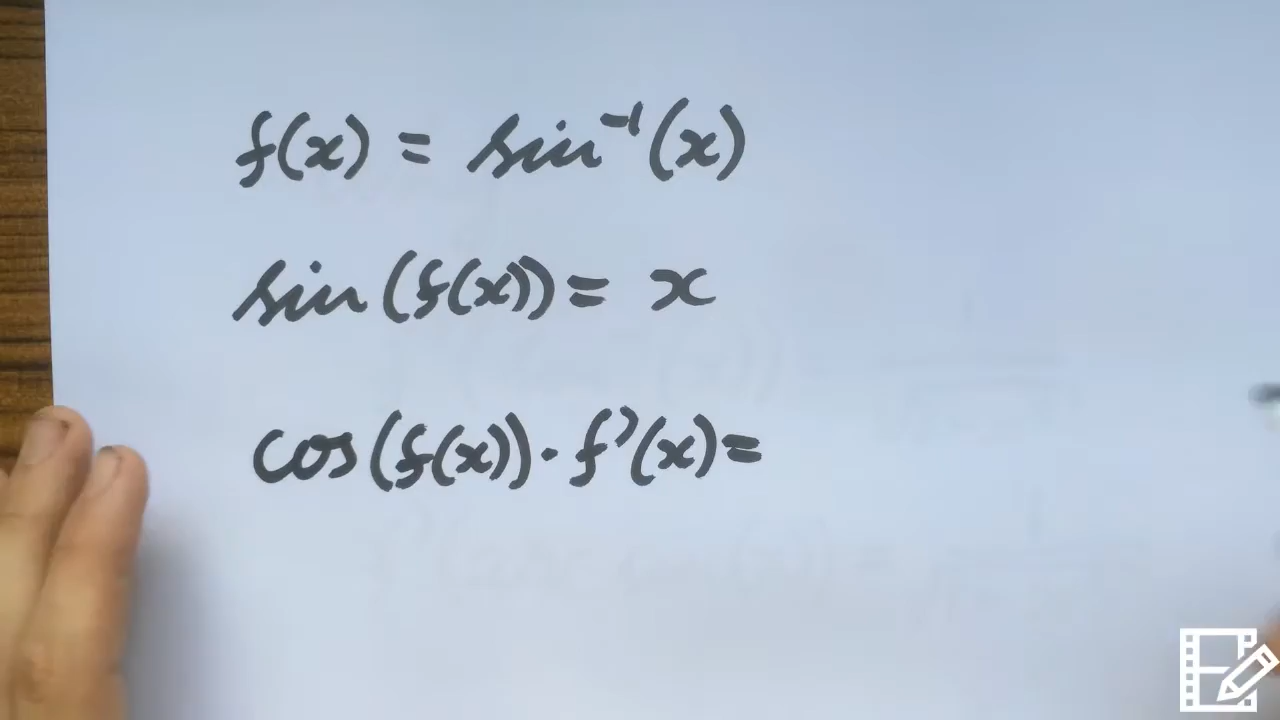 f(x) = sin⁻¹(x)
sin(f(x)) = x
cos(f(x)) · f'(x) =